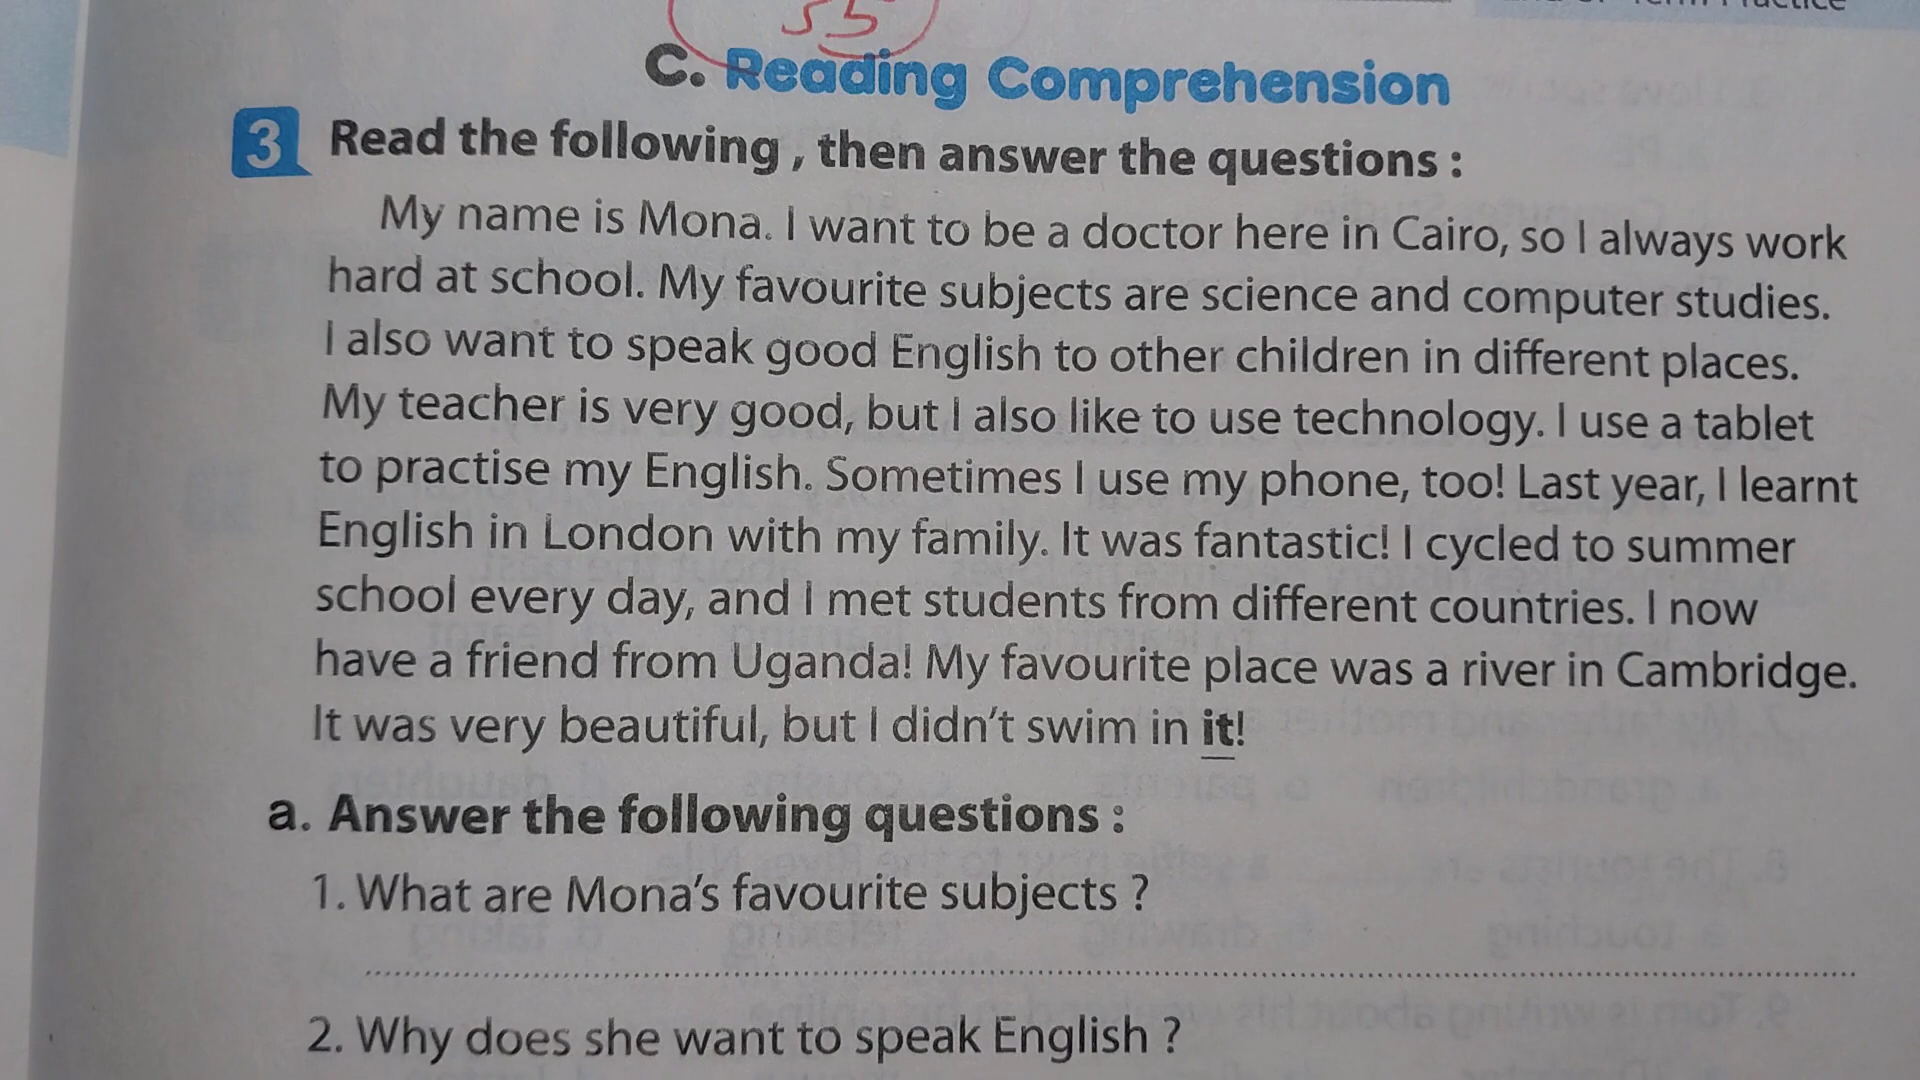 55
C. Reading Comprehension
3 Read the following , then answer the questions :
My name is Mona. I want to be a doctor here in Cairo, so I always work
hard at school. My favourite subjects are science and computer studies.
I also want to speak good English to other children in different places.
My teacher is very good, but I also like to use technology. I use a tablet
to practise my English. Sometimes I use my phone, too! Last year, I learnt
English in London with my family. It was fantastic! I cycled to summer
school every day, and I met students from different countries. I now
have a friend from Uganda! My favourite place was a river in Cambridge.
It was very beautiful, but I didn't swim in it!
a. Answer the following questions :
1. What are Mona's favourite subjects ?
2. Why does she want to speak English ?